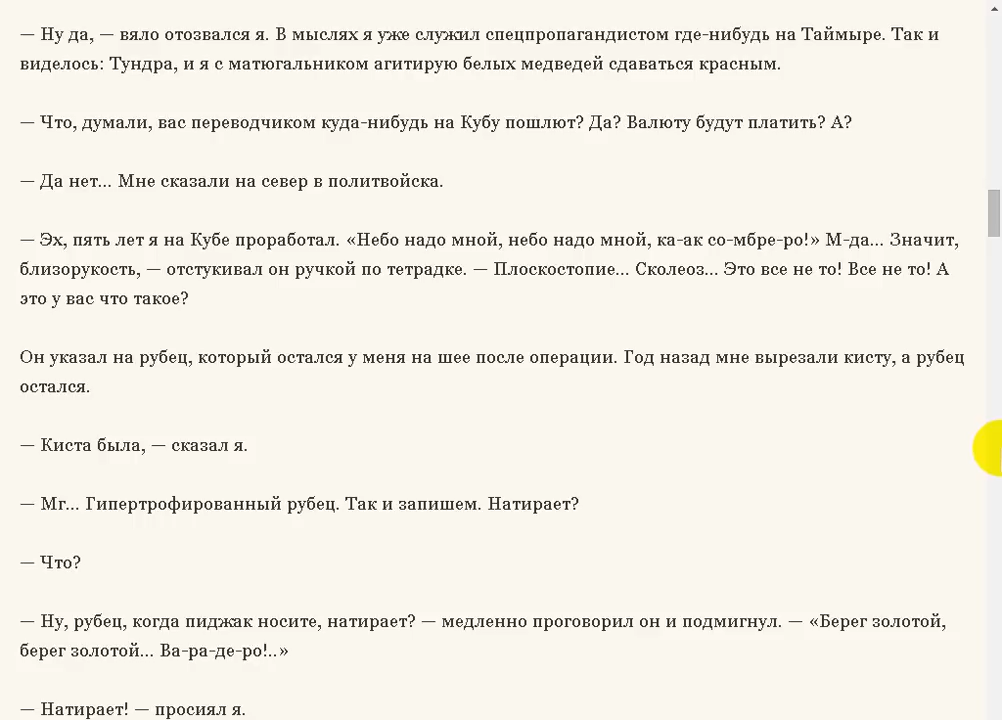 — Ну да, — вяло отозвался я. В мыслях я уже служил спецпропагандистом где-нибудь на Таймыре. Так и
виделось: Тундра, и я с матюгальником агитирую белых медведей сдаваться красным.
— Что, думали, вас переводчиком куда-нибудь на Кубу пошлют? Да? Валюту будут платить? А?
— Да нет... Мне сказали на север в политвойска.
— Эх, пять лет я на Кубе проработал. «Небо надо мной, небо надо мной, ка-ак со-мбре-ро!» М-да... Значит,
близорукость, — отстукивал он ручкой по тетрадке. — Плоскостопие... Сколеоз... Это все не то! Все не то! А
это у вас что такое?
Он указал на рубец, который остался у меня на шее после операции. Год назад мне вырезали кисту, а рубец
остался.
— Киста была, — сказал я.
— Мг... Гипертрофированный рубец. Так и запишем. Натирает?
— Что?
— Ну, рубец, когда пиджак носите, натирает? — медленно проговорил он и подмигнул. — «Берег золотой,
берег золотой... Ва-ра-де-ро!..»
— Натирает! — просиял я.